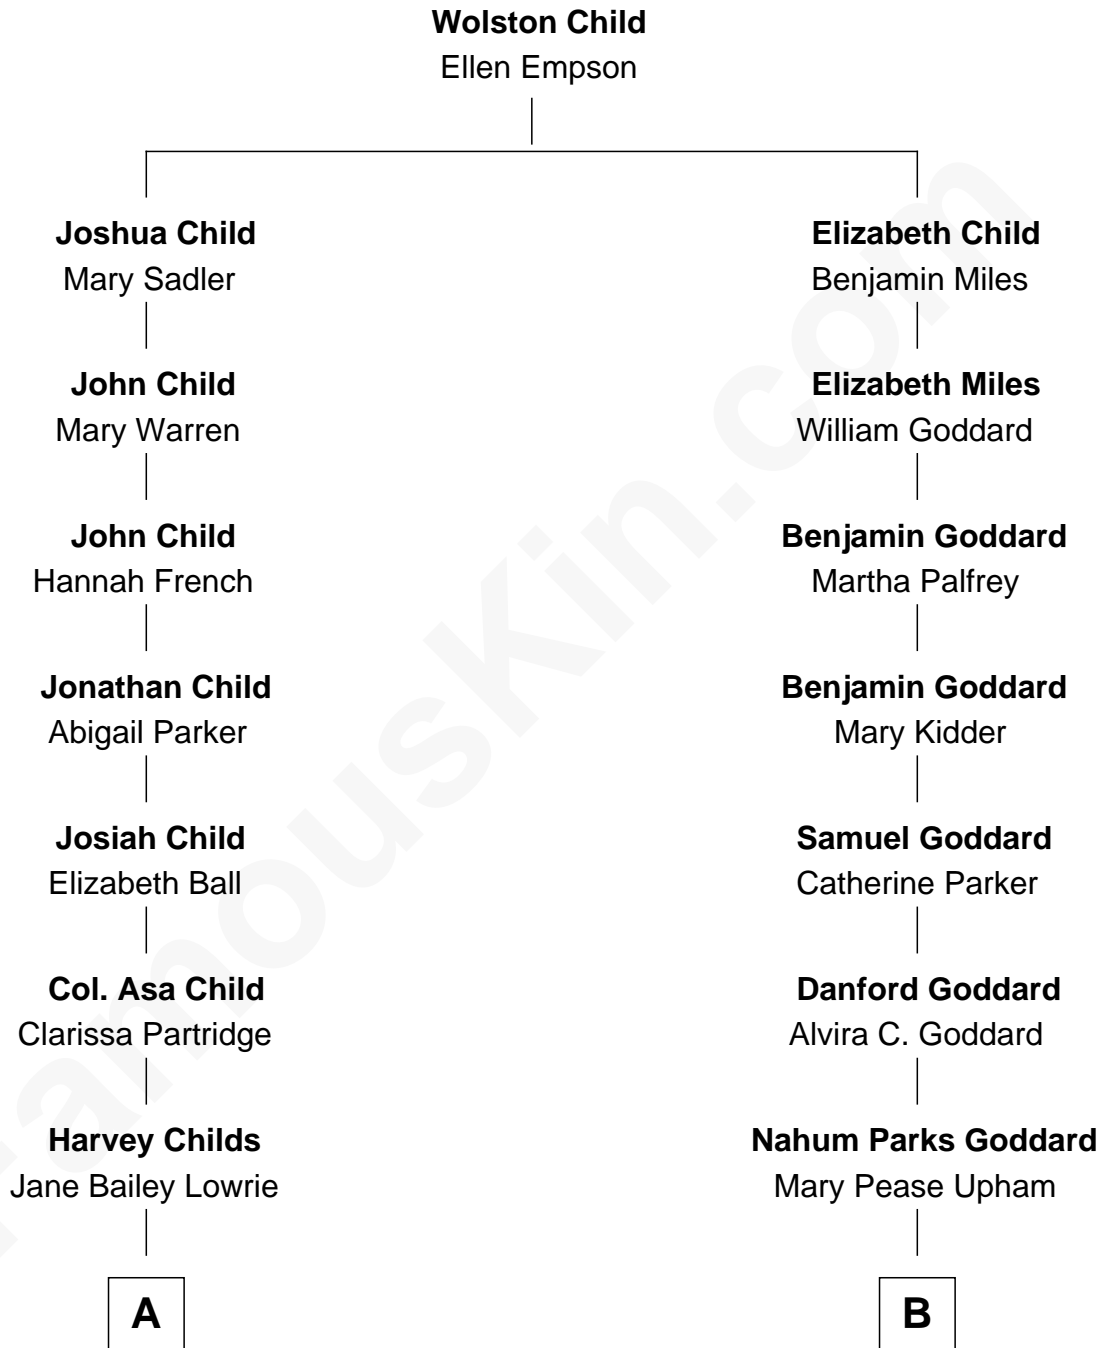 Wolston Child
Ellen Empson
Joshua Child
Mary Sadler
Elizabeth Child
Benjamin Miles
John Child
Mary Warren
Elizabeth Miles
William Goddard
John Child
Hannah French
Benjamin Goddard
Martha Palfrey
Jonathan Child
Abigail Parker
Benjamin Goddard
Mary Kidder
Josiah Child
Elizabeth Ball
Samuel Goddard
Catherine Parker
Col. Asa Child
Clarissa Partridge
Danford Goddard
Alvira C. Goddard
Harvey Childs
Jane Bailey Lowrie
Nahum Parks Goddard
Mary Pease Upham
A
B
FamousKin.com